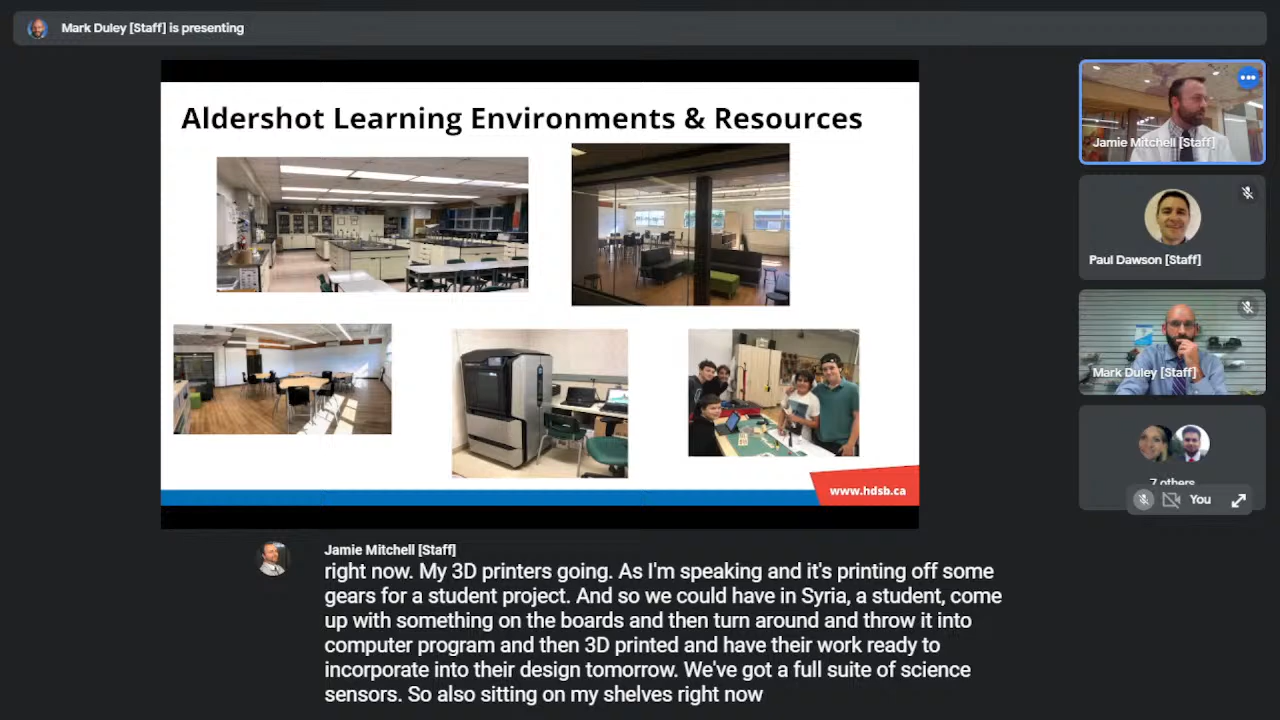 Mark Duley [Staff] is presenting
Aldershot Learning Environments & Resources
www.hdsb.ca
Jamie Mitchell [Staff]
Paul Dawson [Staff]
Mark Duley [Staff]
7 others
You
Jamie Mitchell [Staff]
right now. My 3D printers going. As I'm speaking and it's printing off some
gears for a student project. And so we could have in Syria, a student, come
up with something on the boards and then turn around and throw it into
computer program and then 3D printed and have their work ready to
incorporate into their design tomorrow. We've got a full suite of science
sensors. So also sitting on my shelves right now